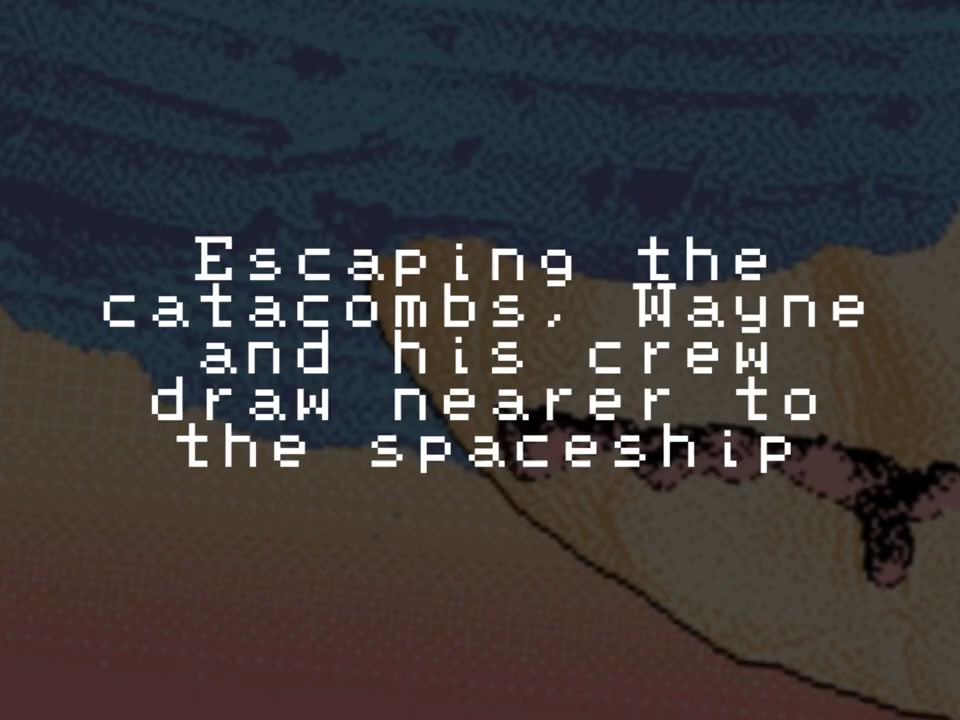 Escaping the
catacombs, Wayne
and his crew
draw nearer to
the spaceship